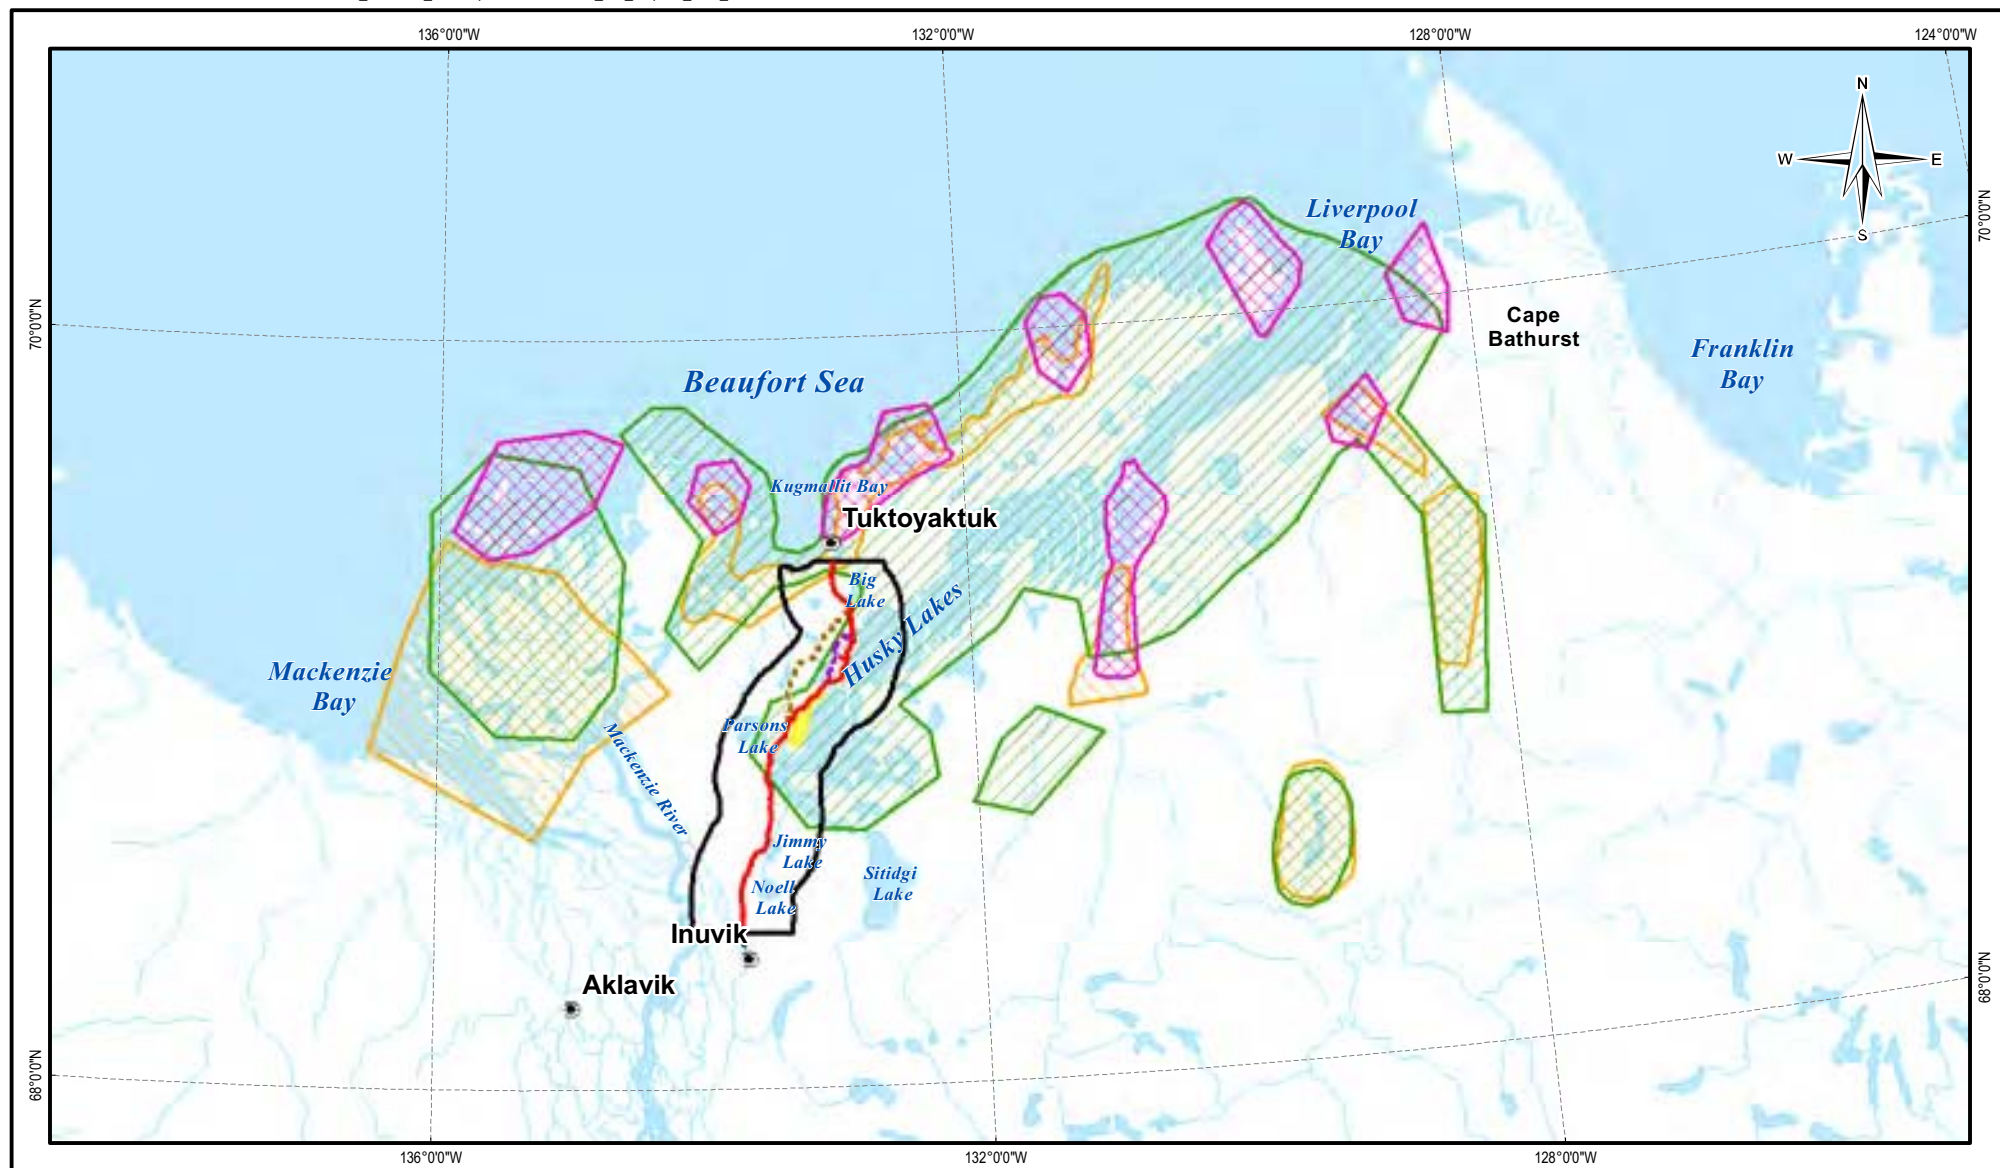 136°0'0"W
132°0'0"W
128°0'0"W
124°0'0"W
N
W
E
S
70°0'0"N
70°0'0"N
Liverpool
Bay
Cape
Bathurst
Franklin
Bay
Beaufort Sea
Kugmallit Bay
Tuktoyaktuk
Big
Lake
Husky Lakes
Mackenzie
Bay
Parsons
Lake
Mackenzie River
Jimmy
Lake
Sitidgi
Lake
Noell
Lake
Inuvik
Aklavik
68°0'0"N
68°0'0"N
136°0'0"W
132°0'0"W
128°0'0"W